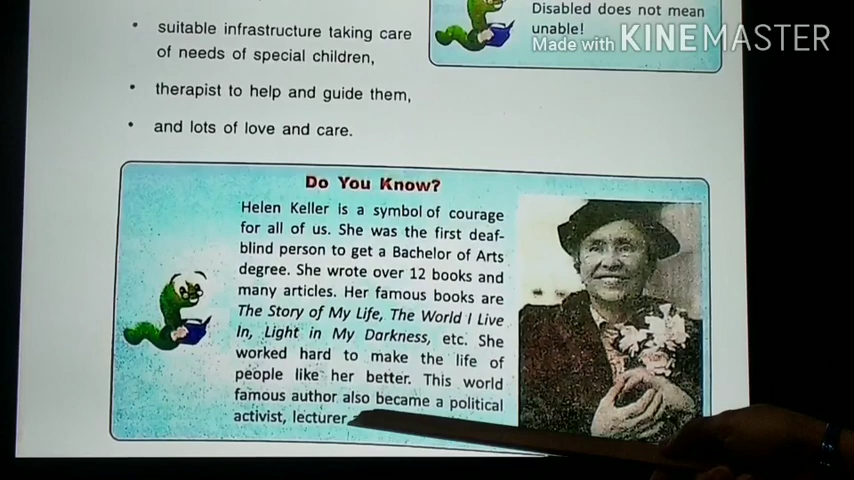 suitable infrastructure taking care
of needs of special children,
therapist to help and guide them,
and lots of love and care.
Disabled does not mean
unable!
Made with KINEMASTER
Do You Know?
Helen Keller is a symbol of courage
for all of us. She was the first deaf-
blind person to get a Bachelor of Arts
degree. She wrote over 12 books and
many articles. Her famous books are
The Story of My Life, The World I Live
In, Light in My Darkness, etc. She
worked hard to make the life of
people like her better. This world
famous author also became a political
activist, lecturer